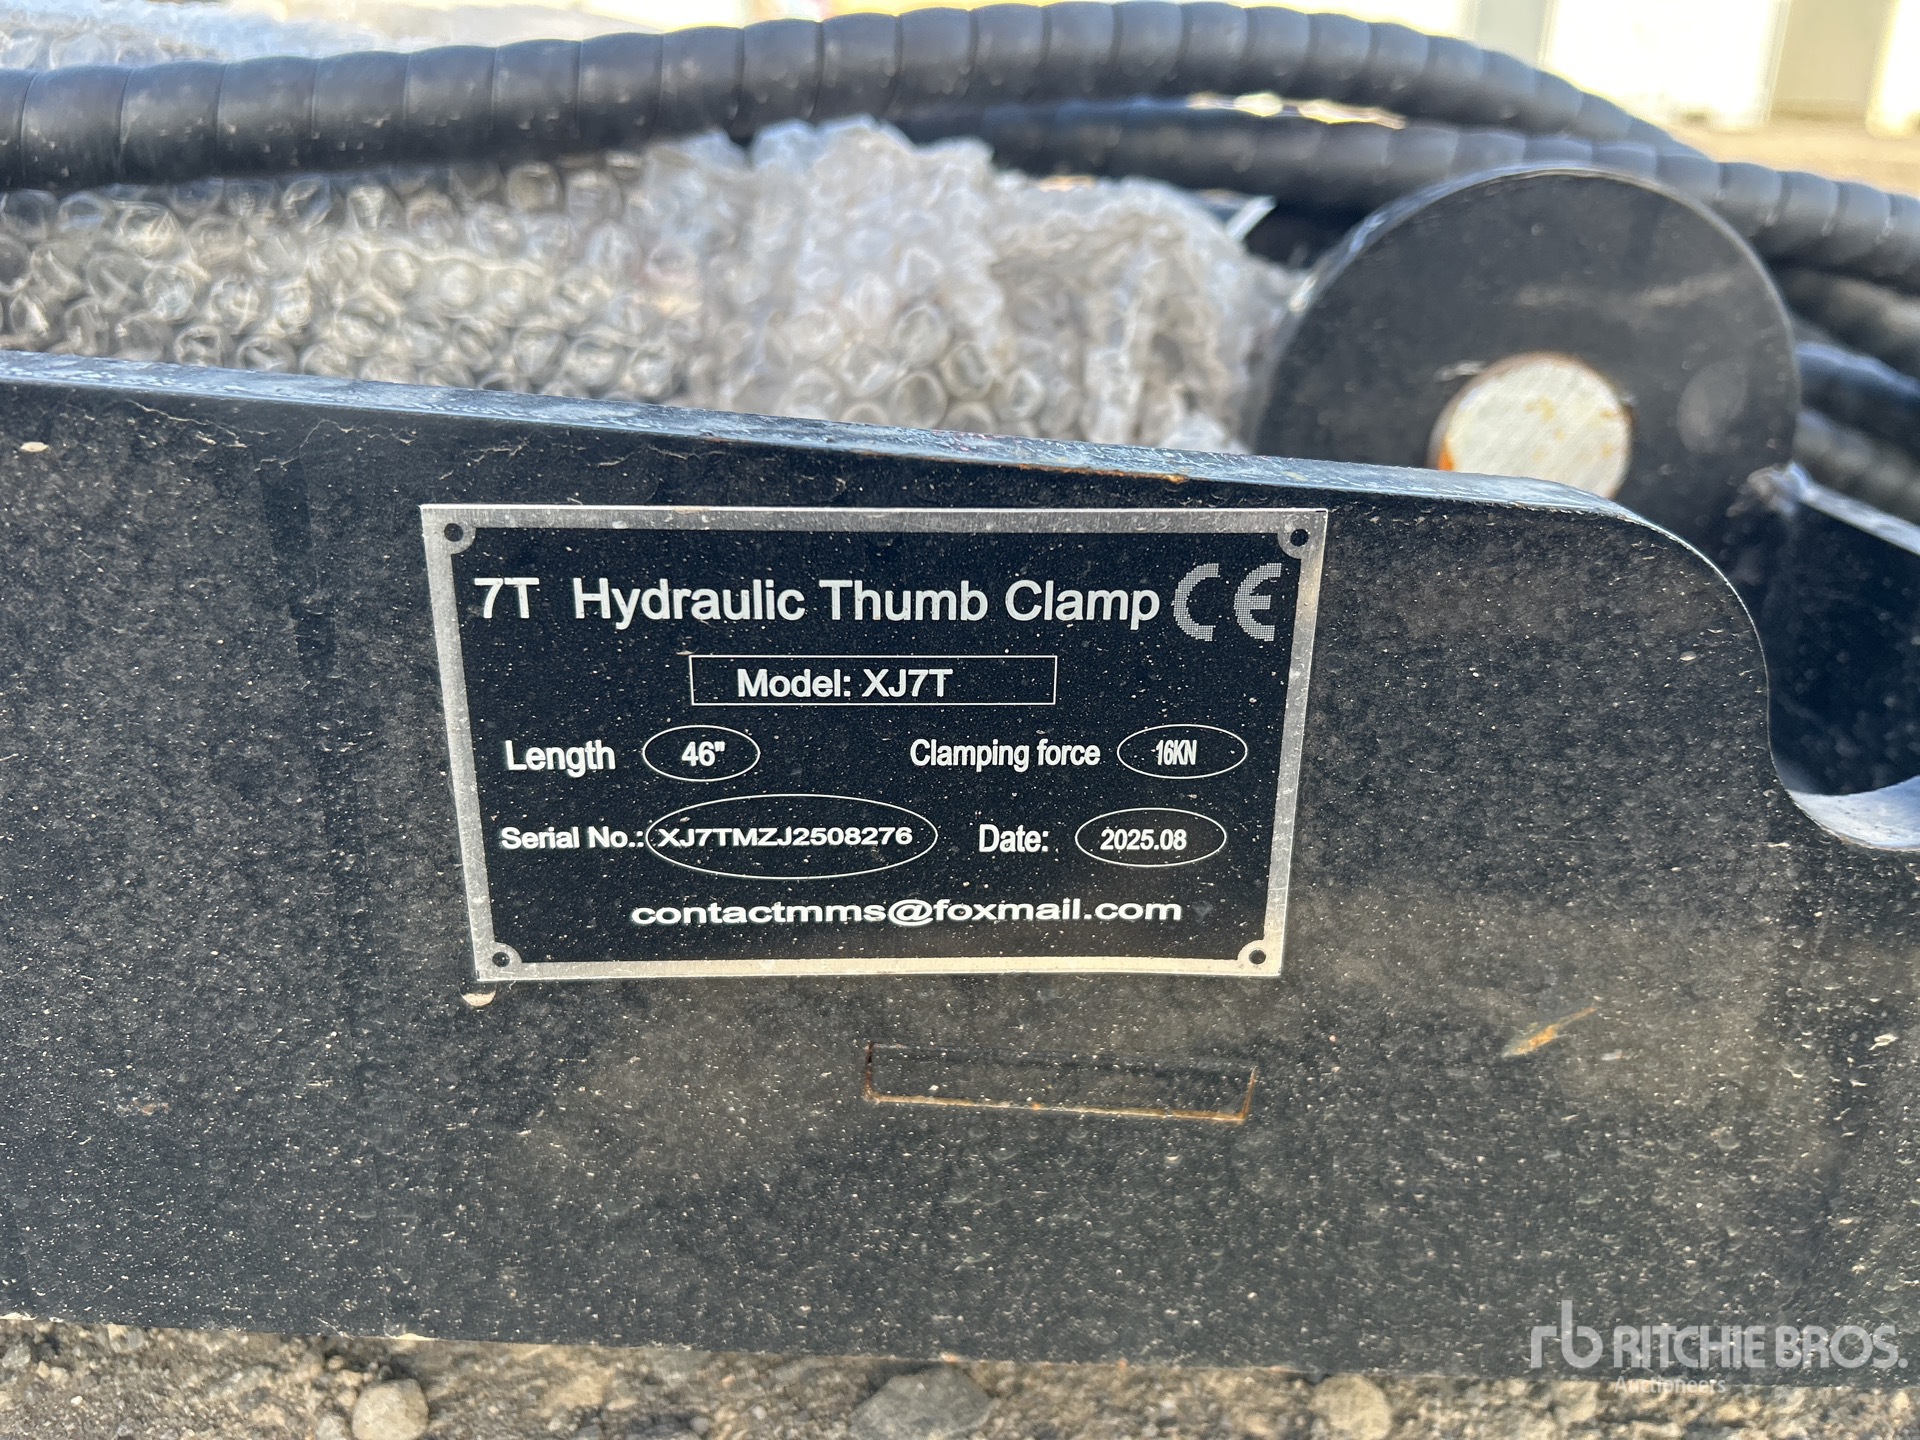 7T Hydraulic Thumb Clamp CE
Model: XJ7T
Length 46" Clamping force 16KN
Serial No.: XJ7TMZJ2508276 Date: 2025.08
contactmms@foxmail.com
rb RITCHIE BROS.
Auctioneers